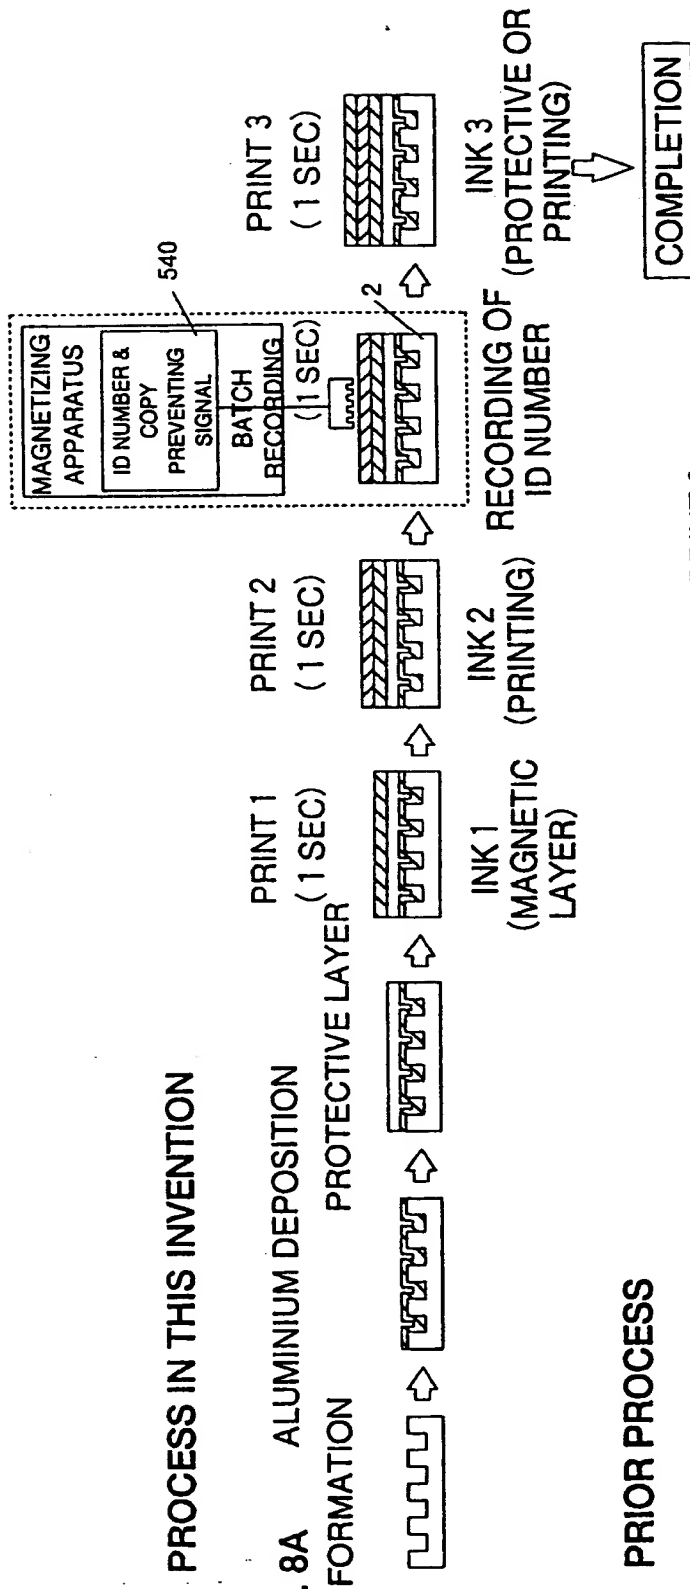 PROCESS IN THIS INVENTION
8A
FORMATION
ALUMINIUM DEPOSITION
PROTECTIVE LAYER
PRINT 1
(1 SEC)
INK 1
(MAGNETIC
LAYER)
PRINT 2
(1 SEC)
INK 2
(PRINTING)
MAGNETIZING
APPARATUS
ID NUMBER &
COPY
PREVENTING
SIGNAL
BATCH
RECORDING
(1 SEC)
540
2
RECORDING OF
ID NUMBER
PRINT 3
(1 SEC)
INK 3
(PROTECTIVE OR
PRINTING)
COMPLETION
PRIOR PROCESS